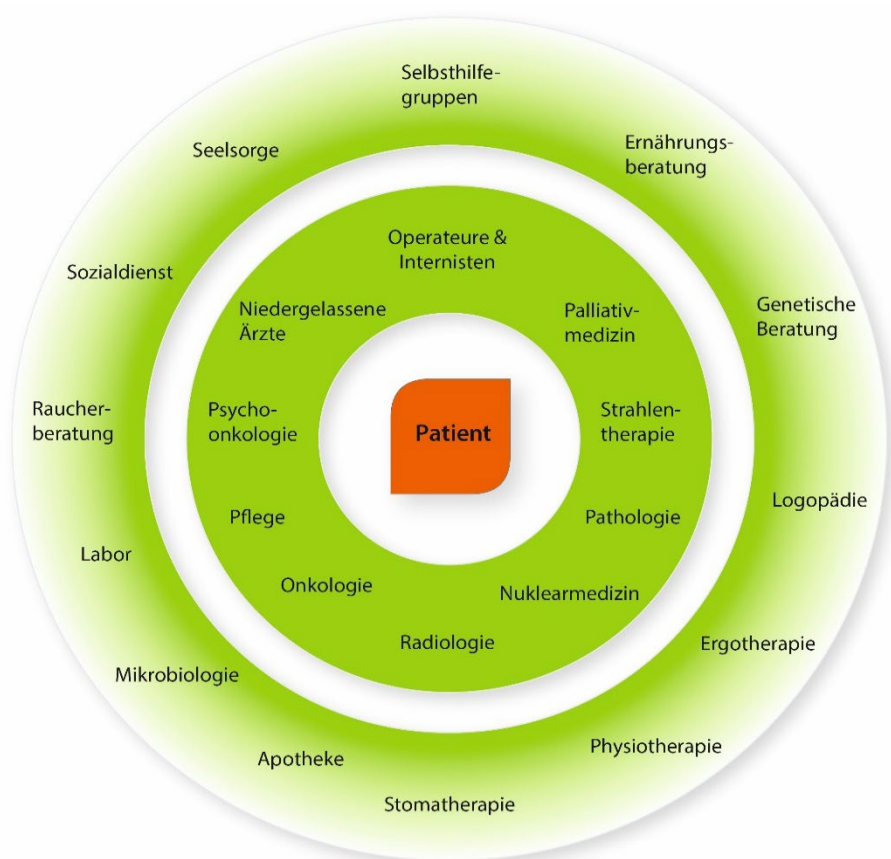 Selbsthilfe-
gruppen
Ernährungs-
beratung
Genetische
Beratung
Logopädie
Ergotherapie
Physiotherapie
Stomatherapie
Apotheke
Mikrobiologie
Labor
Raucher-
beratung
Sozialdienst
Seelsorge
Operateure &
Internisten
Palliativ-
medizin
Strahlen-
therapie
Pathologie
Nuklearmedizin
Radiologie
Onkologie
Pflege
Psycho-
onkologie
Niedergelassene
Ärzte
Patient